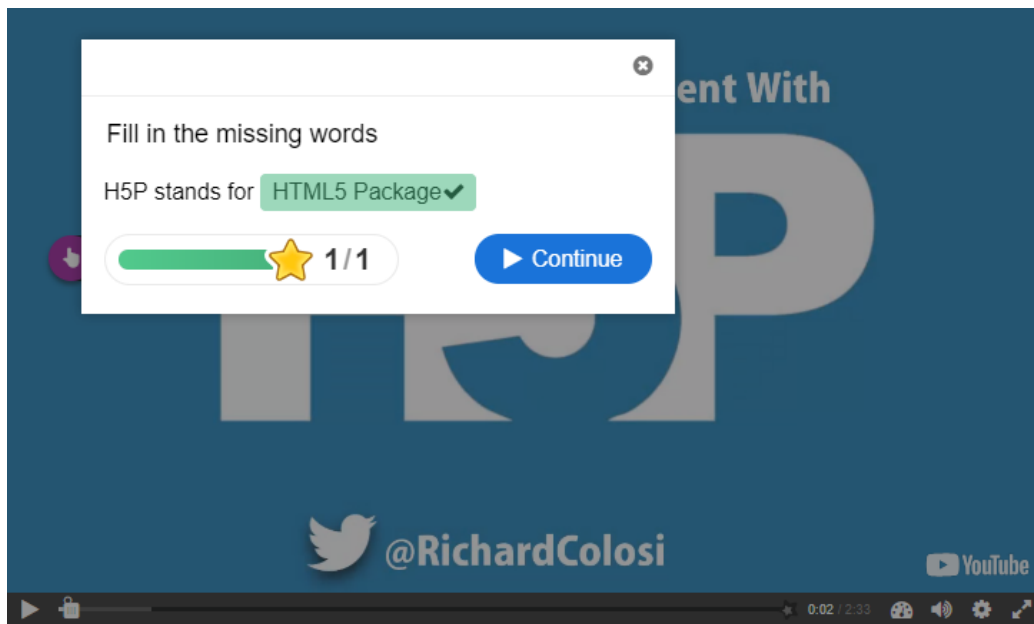 ent With
Fill in the missing words
H5P stands for HTML5 Package
1/1
Continue
H5P
@RichardColosi
YouTube
0:02 / 2:33